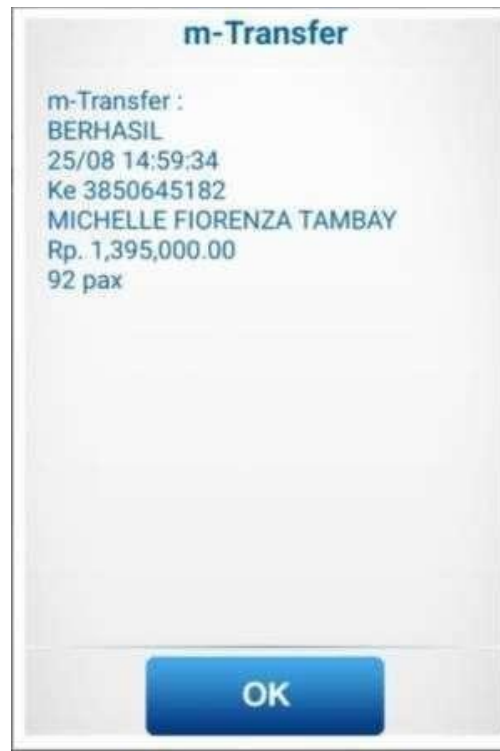 m-Transfer
m-Transfer :
BERHASIL
25/08 14:59:34
Ke 3850645182
MICHELLE FIORENZA TAMBAY
Rp. 1,395,000.00
92 pax
OK